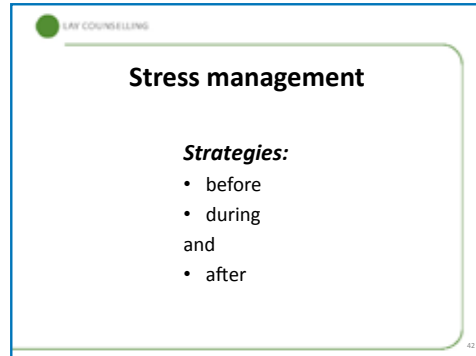 LAY COUNSELLING
Stress management
Strategies:
• before
• during
and
• after
42